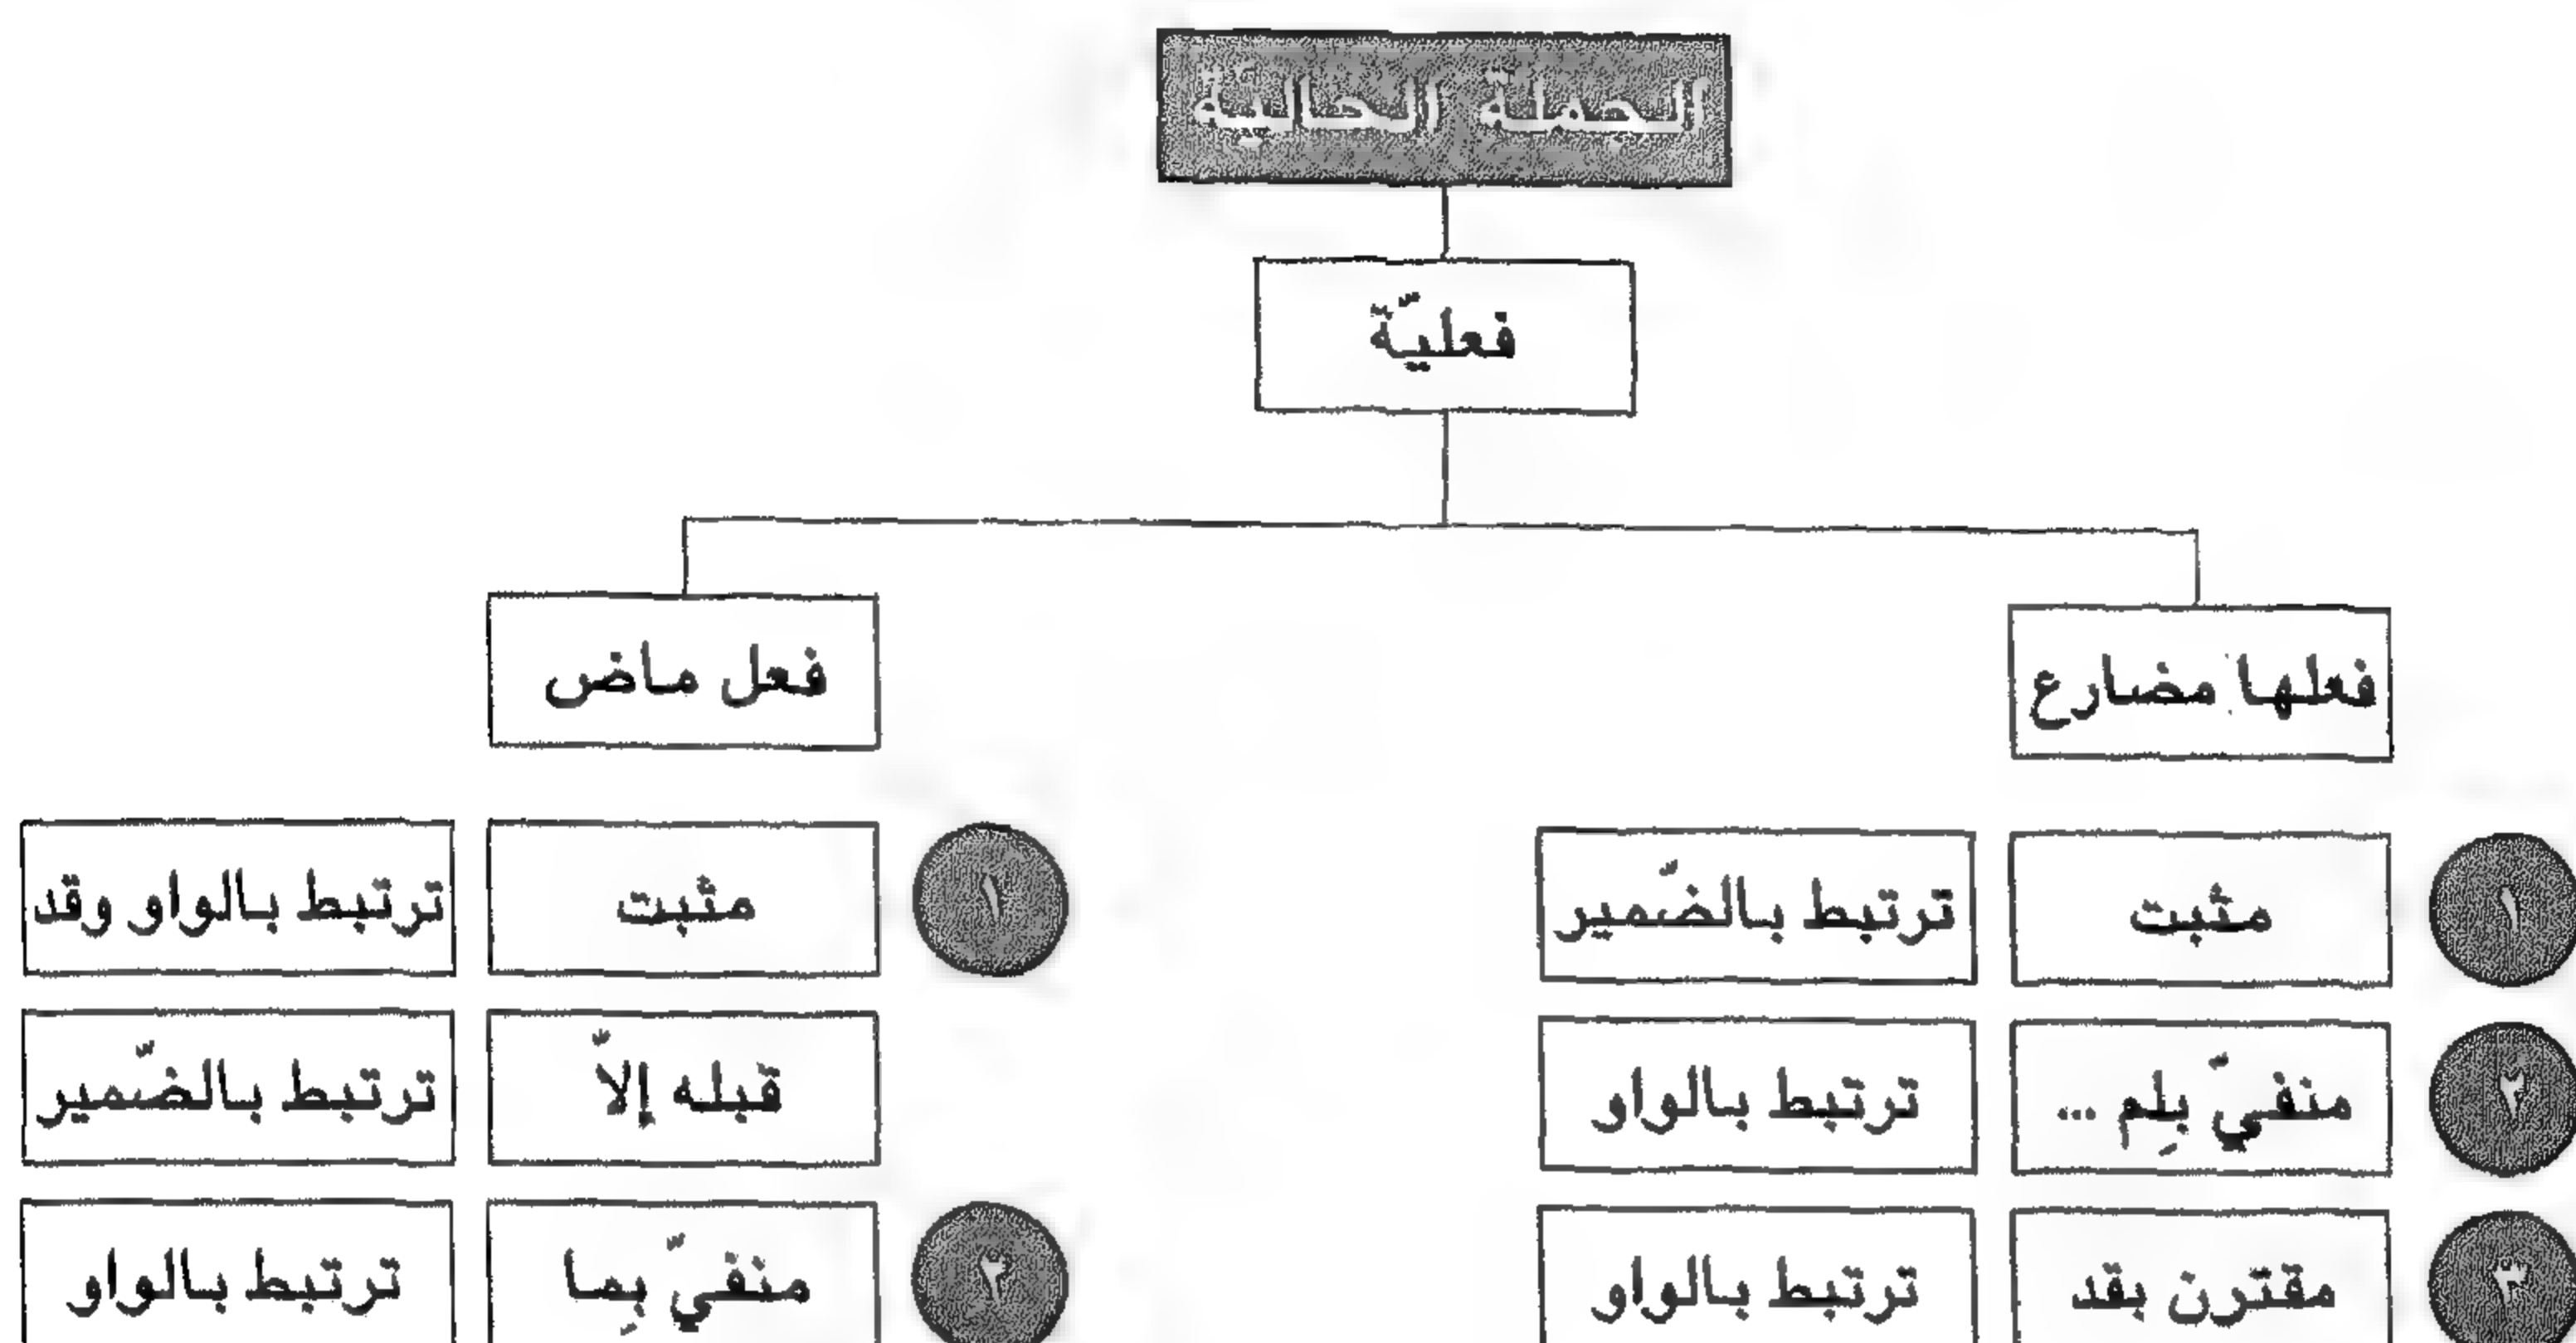 الجملة الحاليّة
فعليّة
فعلها مضارع
١ مثبت ترتبط بالضّمير
٢ منفيّ بِلم ... ترتبط بالواو
٣ مقترن بقد ترتبط بالواو
فعل ماض
١ مثبت ترتبط بالواو وقد
قبله إلاّ ترتبط بالضّمير
٢ منفيّ بِما ترتبط بالواو